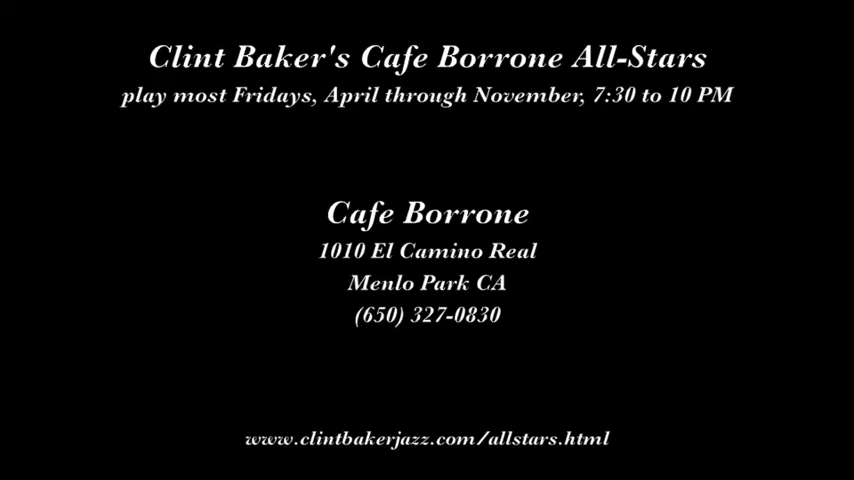 Clint Baker's Cafe Borrone All-Stars
play most Fridays, April through November, 7:30 to 10 PM
Cafe Borrone
1010 El Camino Real
Menlo Park CA
(650) 327-0830
www.clintbakerjazz.com/allstars.html